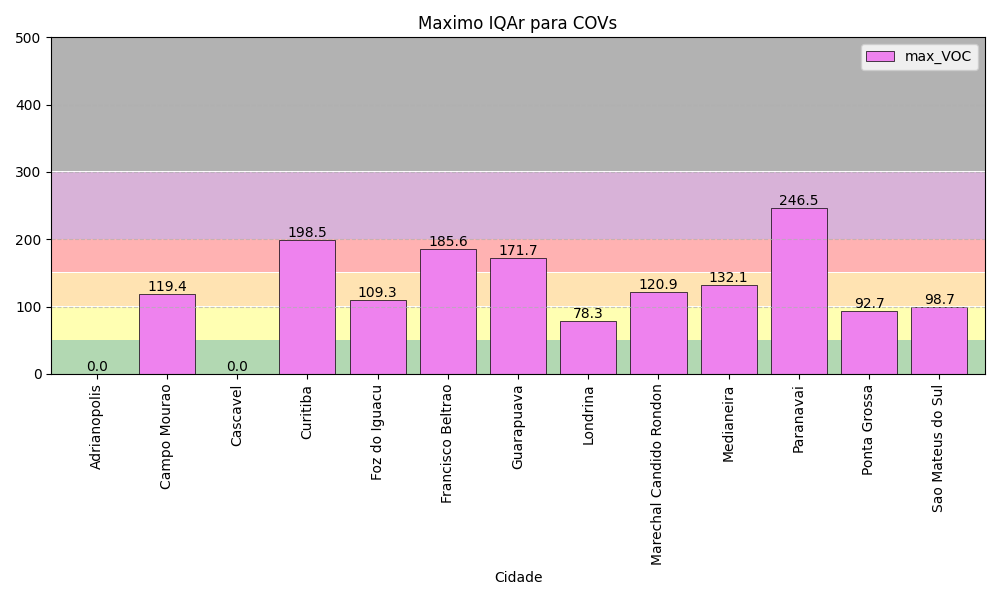 Maximo IQAr para COVs
max_VOC
500
400
300
200
100
0
0.0
119.4
0.0
198.5
109.3
185.6
171.7
78.3
120.9
132.1
246.5
92.7
98.7
Adrianopolis
Campo Mourao
Cascavel
Curitiba
Foz do Iguacu
Francisco Beltrao
Guarapuava
Londrina
Marechal Candido Rondon
Medianeira
Paranavai
Ponta Grossa
Sao Mateus do Sul
Cidade